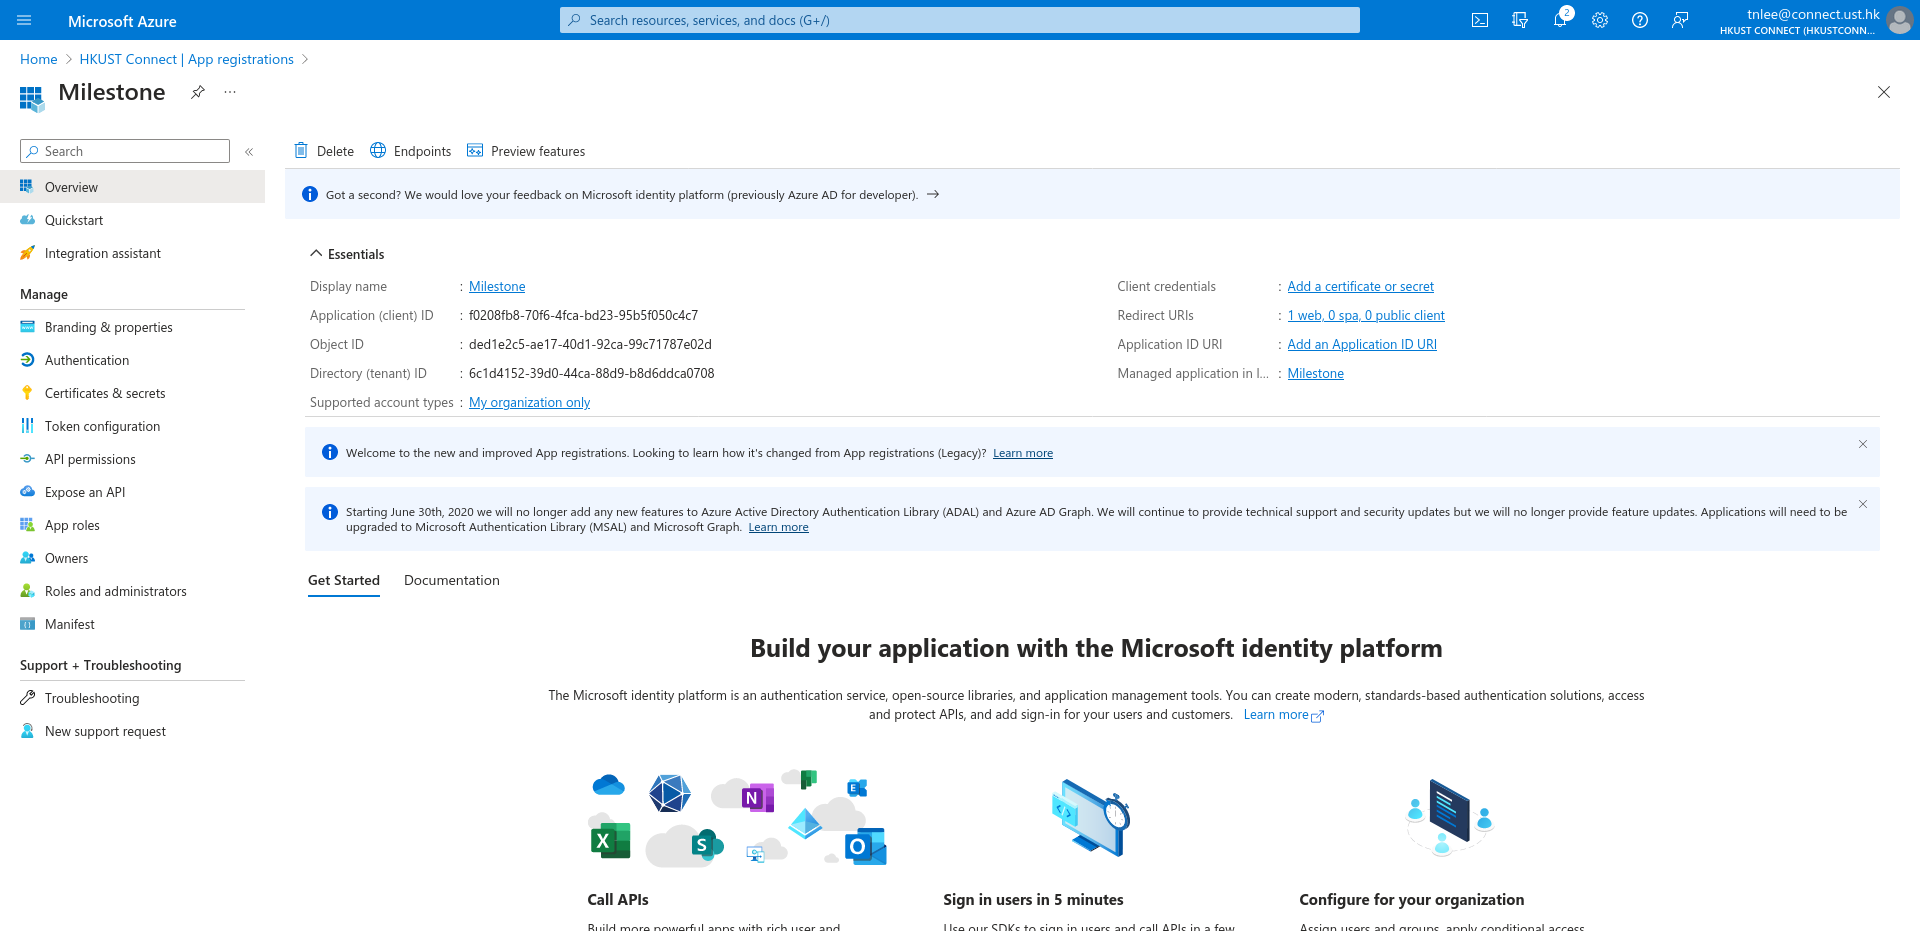 Microsoft Azure
Search resources, services, and docs (G+/)
2
tnlee@connect.ust.hk
HKUST CONNECT (HKUSTCONN...
Home
HKUST Connect | App registrations
Milestone
Search
Overview
Quickstart
Integration assistant
Manage
Branding & properties
Authentication
Certificates & secrets
Token configuration
API permissions
Expose an API
App roles
Owners
Roles and administrators
Manifest
Support + Troubleshooting
Troubleshooting
New support request
Delete
Endpoints
Preview features
Got a second? We would love your feedback on Microsoft identity platform (previously Azure AD for developer).
Essentials
Display name : Milestone
Application (client) ID : f0208fb8-70f6-4fca-bd23-95b5f050c4c7
Object ID : ded1e2c5-ae17-40d1-92ca-99c71787e02d
Directory (tenant) ID : 6c1d4152-39d0-44ca-88d9-b8d6ddca0708
Supported account types : My organization only
Client credentials : Add a certificate or secret
Redirect URIs : 1 web, 0 spa, 0 public client
Application ID URI : Add an Application ID URI
Managed application in l... : Milestone
Welcome to the new and improved App registrations. Looking to learn how it's changed from App registrations (Legacy)? Learn more
Starting June 30th, 2020 we will no longer add any new features to Azure Active Directory Authentication Library (ADAL) and Azure AD Graph. We will continue to provide technical support and security updates but we will no longer provide feature updates. Applications will need to be
upgraded to Microsoft Authentication Library (MSAL) and Microsoft Graph. Learn more
Get Started
Documentation
Build your application with the Microsoft identity platform
The Microsoft identity platform is an authentication service, open-source libraries, and application management tools. You can create modern, standards-based authentication solutions, access
and protect APIs, and add sign-in for your users and customers. Learn more
N
E
X
S
O
Call APIs
Build more powerful apps with rich user and
Sign in users in 5 minutes
Use our SDKs to sign in users and call APIs in a few
Configure for your organization
Assign users and groups, apply conditional access